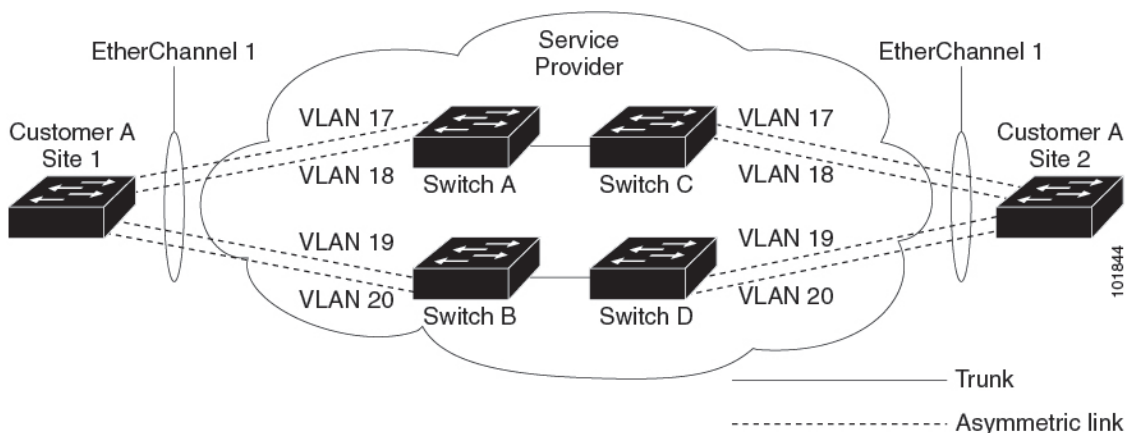 Service
Provider
EtherChannel 1
EtherChannel 1
Customer A
Site 1
VLAN 17
VLAN 18
Switch A
Switch C
VLAN 17
VLAN 18
Customer A
Site 2
VLAN 19
VLAN 20
Switch B
Switch D
VLAN 19
VLAN 20
101844
Trunk
Asymmetric link